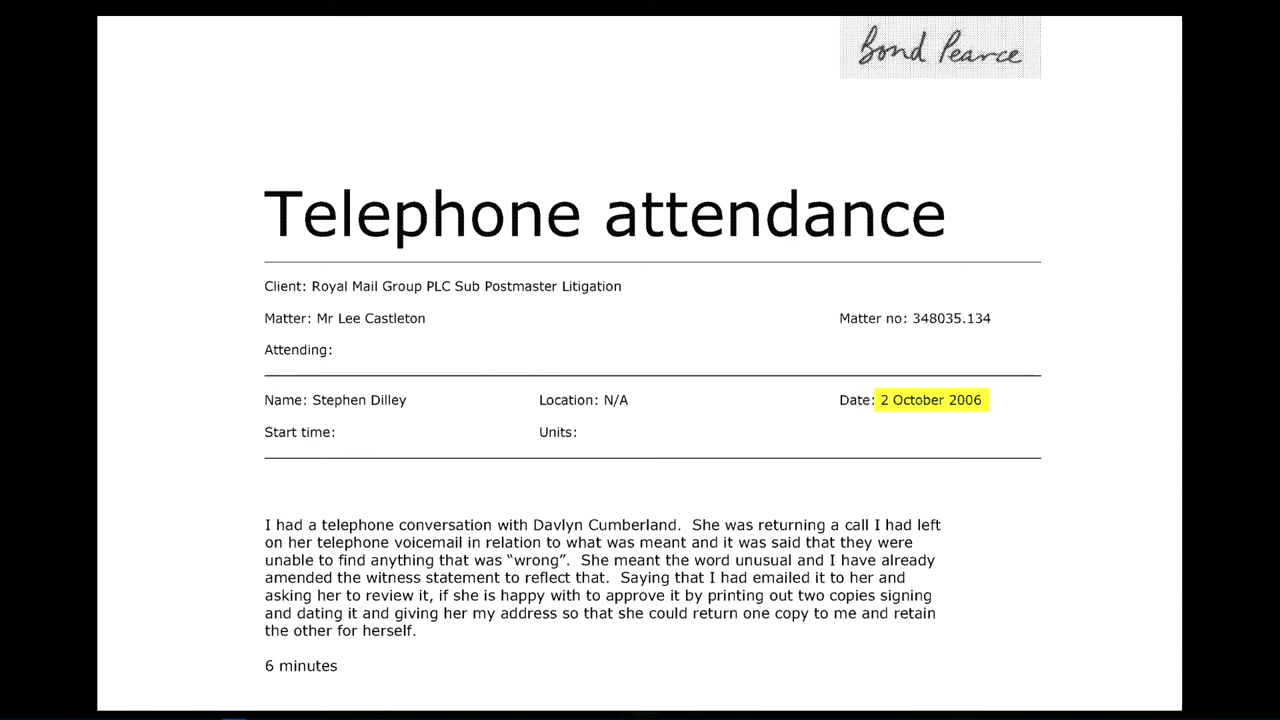 Bond Pearce
Telephone attendance
Client: Royal Mail Group PLC Sub Postmaster Litigation
Matter: Mr Lee Castleton Matter no: 348035.134
Attending:
Name: Stephen Dilley Location: N/A Date: 2 October 2006
Start time: Units:
I had a telephone conversation with Davlyn Cumberland. She was returning a call I had left
on her telephone voicemail in relation to what was meant and it was said that they were
unable to find anything that was “wrong”. She meant the word unusual and I have already
amended the witness statement to reflect that. Saying that I had emailed it to her and
asking her to review it, if she is happy with to approve it by printing out two copies signing
and dating it and giving her my address so that she could return one copy to me and retain
the other for herself.
6 minutes